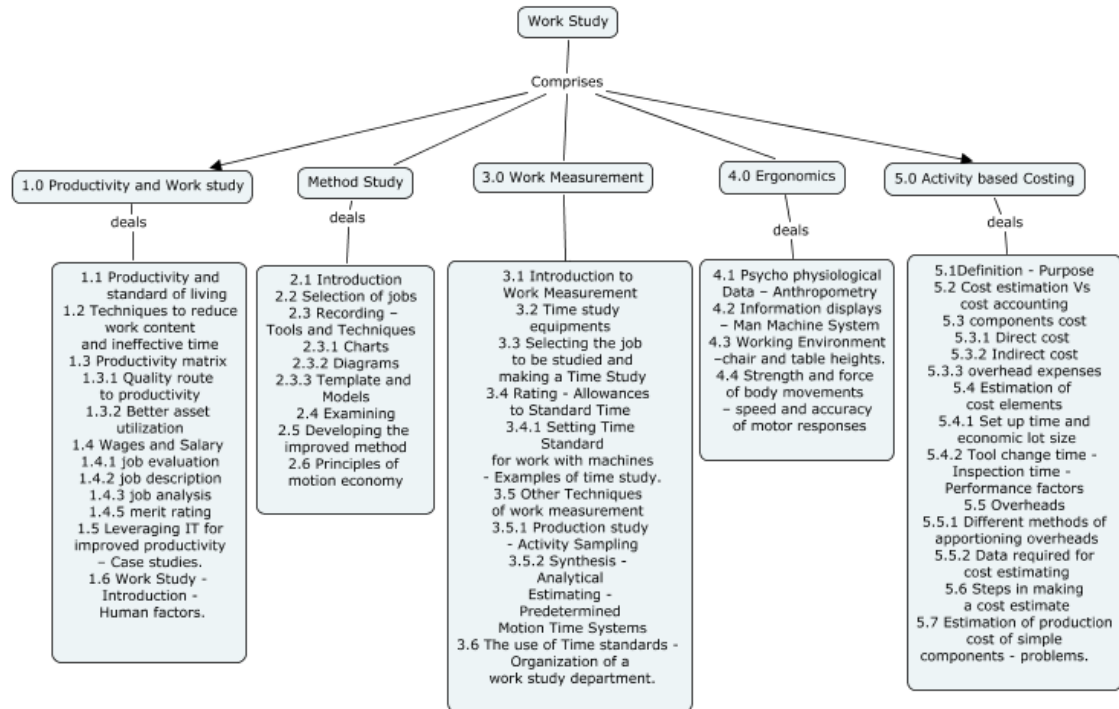 Work Study
Comprises
1.0 Productivity and Work study
Method Study
3.0 Work Measurement
4.0 Ergonomics
5.0 Activity based Costing
deals
deals
deals
deals
1.1 Productivity and
standard of living
1.2 Techniques to reduce
work content
and ineffective time
1.3 Productivity matrix
1.3.1 Quality route
to productivity
1.3.2 Better asset
utilization
1.4 Wages and Salary
1.4.1 job evaluation
1.4.2 job description
1.4.3 job analysis
1.4.5 merit rating
1.5 Leveraging IT for
improved productivity
– Case studies.
1.6 Work Study -
Introduction -
Human factors.
2.1 Introduction
2.2 Selection of jobs
2.3 Recording –
Tools and Techniques
2.3.1 Charts
2.3.2 Diagrams
2.3.3 Template and
Models
2.4 Examining
2.5 Developing the
improved method
2.6 Principles of
motion economy
3.1 Introduction to
Work Measurement
3.2 Time study
equipments
3.3 Selecting the job
to be studied and
making a Time Study
3.4 Rating - Allowances
to Standard Time
3.4.1 Setting Time
Standard
for work with machines
- Examples of time study.
3.5 Other Techniques
of work measurement
3.5.1 Production study
- Activity Sampling
3.5.2 Synthesis -
Analytical
Estimating -
Predetermined
Motion Time Systems
3.6 The use of Time standards -
Organization of a
work study department.
4.1 Psycho physiological
Data – Anthropometry
4.2 Information displays
– Man Machine System
4.3 Working Environment
–chair and table heights.
4.4 Strength and force
of body movements
– speed and accuracy
of motor responses
5.1Definition - Purpose
5.2 Cost estimation Vs
cost accounting
5.3 components cost
5.3.1 Direct cost
5.3.2 Indirect cost
5.3.3 overhead expenses
5.4 Estimation of
cost elements
5.4.1 Set up time and
economic lot size
5.4.2 Tool change time -
Inspection time -
Performance factors
5.5 Overheads
5.5.1 Different methods of
apportioning overheads
5.5.2 Data required for
cost estimating
5.6 Steps in making
a cost estimate
5.7 Estimation of production
cost of simple
components - problems.